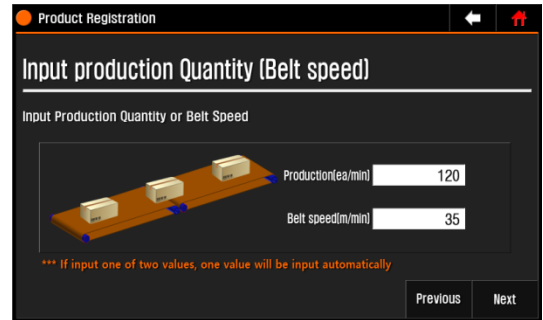 Product Registration
Input production Quantity (Belt speed)
Input Production Quantity or Belt Speed
Production(ea/min) 120
Belt speed(m/min) 35
*** If input one of two values, one value will be input automatically
Previous Next